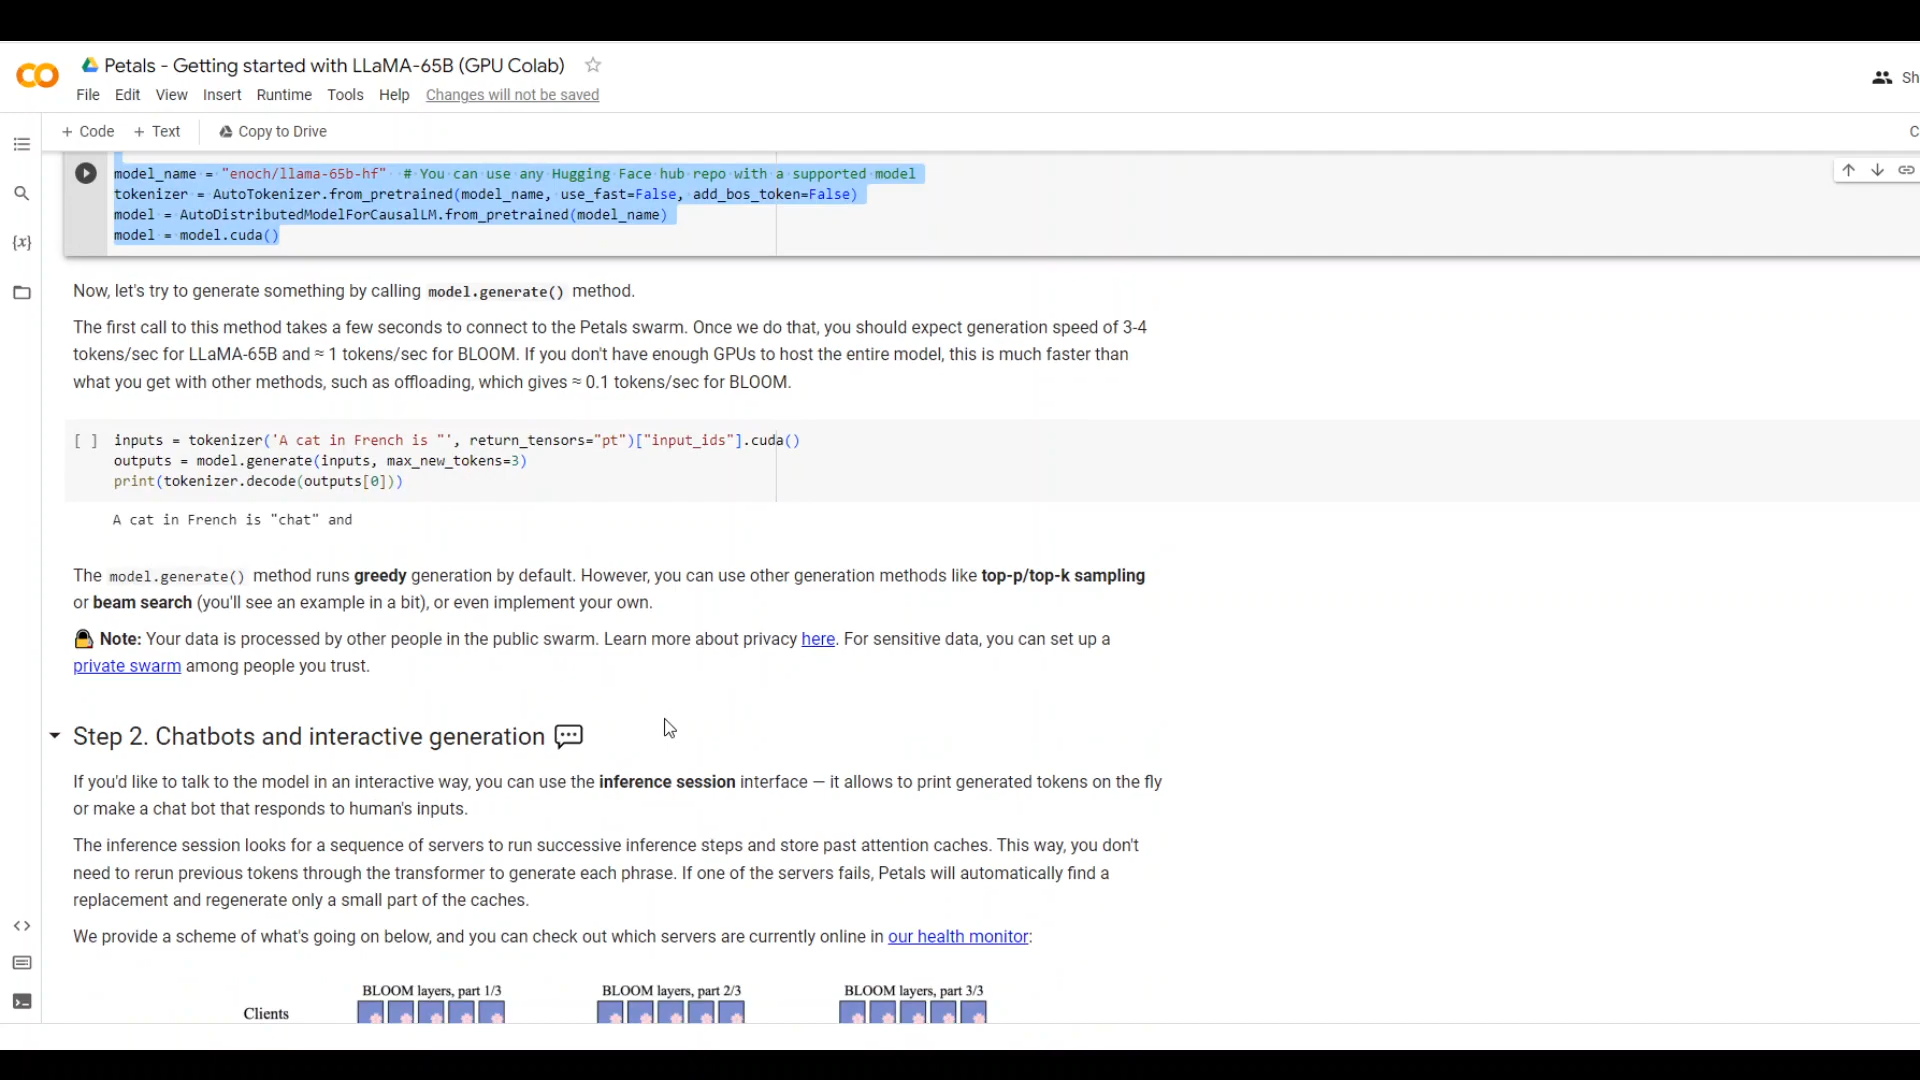 Petals - Getting started with LLaMA-65B (GPU Colab)
Sh
File Edit View Insert Runtime Tools Help Changes will not be saved
+ Code + Text Copy to Drive
C
model_name = "enoch/llama-65b-hf" # You can use any Hugging Face hub repo with a supported model
tokenizer = AutoTokenizer.from_pretrained(model_name, use_fast=False, add_bos_token=False)
model = AutoDistributedModelForCausalLM.from_pretrained(model_name)
model = model.cuda()
Now, let's try to generate something by calling model.generate() method.
The first call to this method takes a few seconds to connect to the Petals swarm. Once we do that, you should expect generation speed of 3-4
tokens/sec for LLaMA-65B and ≈ 1 tokens/sec for BLOOM. If you don't have enough GPUs to host the entire model, this is much faster than
what you get with other methods, such as offloading, which gives ≈ 0.1 tokens/sec for BLOOM.
[ ] inputs = tokenizer('A cat in French is "', return_tensors="pt")["input_ids"].cuda()
outputs = model.generate(inputs, max_new_tokens=3)
print(tokenizer.decode(outputs[0]))
A cat in French is "chat" and
The model.generate() method runs greedy generation by default. However, you can use other generation methods like top-p/top-k sampling
or beam search (you'll see an example in a bit), or even implement your own.
Note: Your data is processed by other people in the public swarm. Learn more about privacy here. For sensitive data, you can set up a
private swarm among people you trust.
Step 2. Chatbots and interactive generation
If you'd like to talk to the model in an interactive way, you can use the inference session interface — it allows to print generated tokens on the fly
or make a chat bot that responds to human's inputs.
The inference session looks for a sequence of servers to run successive inference steps and store past attention caches. This way, you don't
need to rerun previous tokens through the transformer to generate each phrase. If one of the servers fails, Petals will automatically find a
replacement and regenerate only a small part of the caches.
We provide a scheme of what's going on below, and you can check out which servers are currently online in our health monitor:
BLOOM layers, part 1/3 BLOOM layers, part 2/3 BLOOM layers, part 3/3
Clients